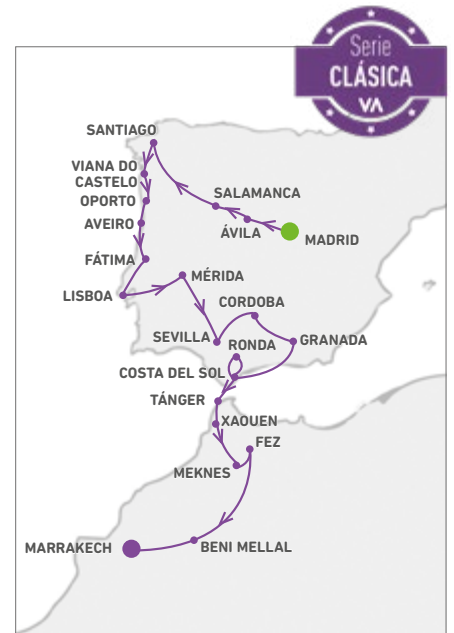 Serie
CLÁSICA
VA
SANTIAGO
VIANA DO
CASTELO
OPORTO
AVEIRO
FÁTIMA
LISBOA
SALAMANCA
ÁVILA
MADRID
MÉRIDA
CORDOBA
SEVILLA
RONDA
GRANADA
COSTA DEL SOL
TÁNGER
XAOUEN
FEZ
MEKNES
MARRAKECH
BENI MELLAL